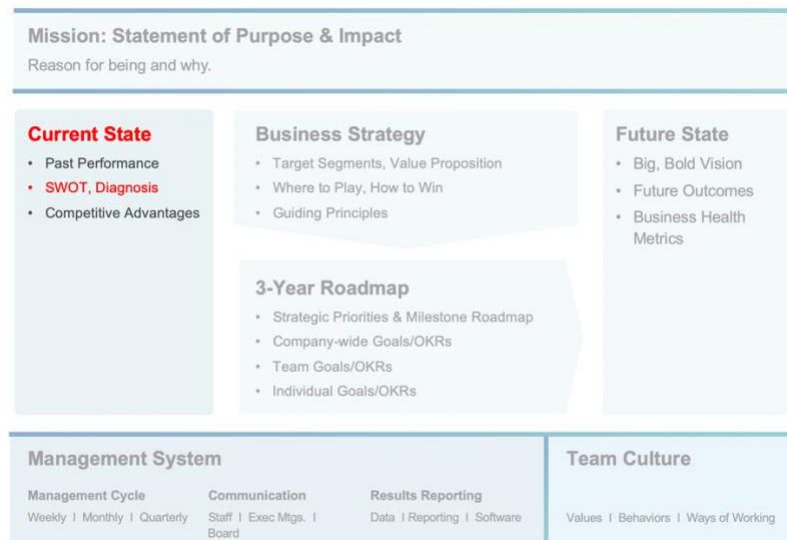 Mission: Statement of Purpose & Impact
Reason for being and why.
Current State
• Past Performance
• SWOT, Diagnosis
• Competitive Advantages
Business Strategy
• Target Segments, Value Proposition
• Where to Play, How to Win
• Guiding Principles
3-Year Roadmap
• Strategic Priorities & Milestone Roadmap
• Company-wide Goals/OKRs
• Team Goals/OKRs
• Individual Goals/OKRs
Future State
• Big, Bold Vision
• Future Outcomes
• Business Health
Metrics
Management System
Management Cycle
Weekly I Monthly I Quarterly
Communication
Staff I Exec Mtgs. I
Board
Results Reporting
Data I Reporting I Software
Team Culture
Values I Behaviors I Ways of Working